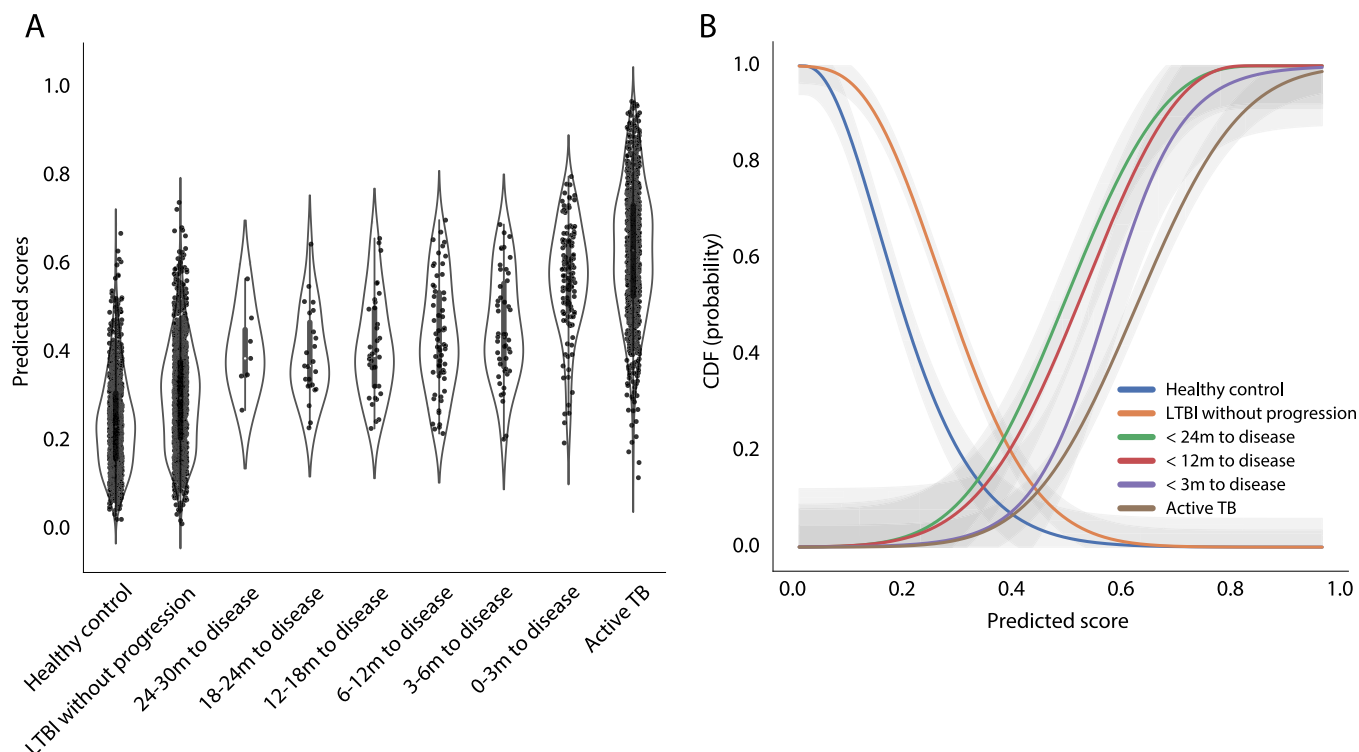 A
Predicted scores
1.0
0.8
0.6
0.4
0.2
0.0
Healthy control
LTBI without progression
24-30m to disease
18-24m to disease
12-18m to disease
6-12m to disease
3-6m to disease
0-3m to disease
Active TB
B
CDF (probability)
1.0
0.8
0.6
0.4
0.2
0.0
Healthy control
LTBI without progression
< 24m to disease
< 12m to disease
< 3m to disease
Active TB
0.0 0.2 0.4 0.6 0.8 1.0
Predicted score